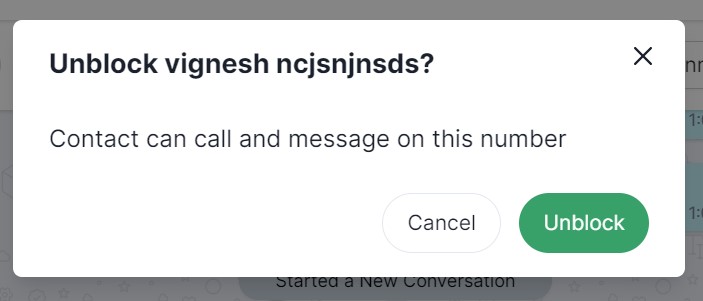 Unblock vignesh ncjsnjnsds?
Contact can call and message on this number
Cancel
Unblock
Started a New Conversation